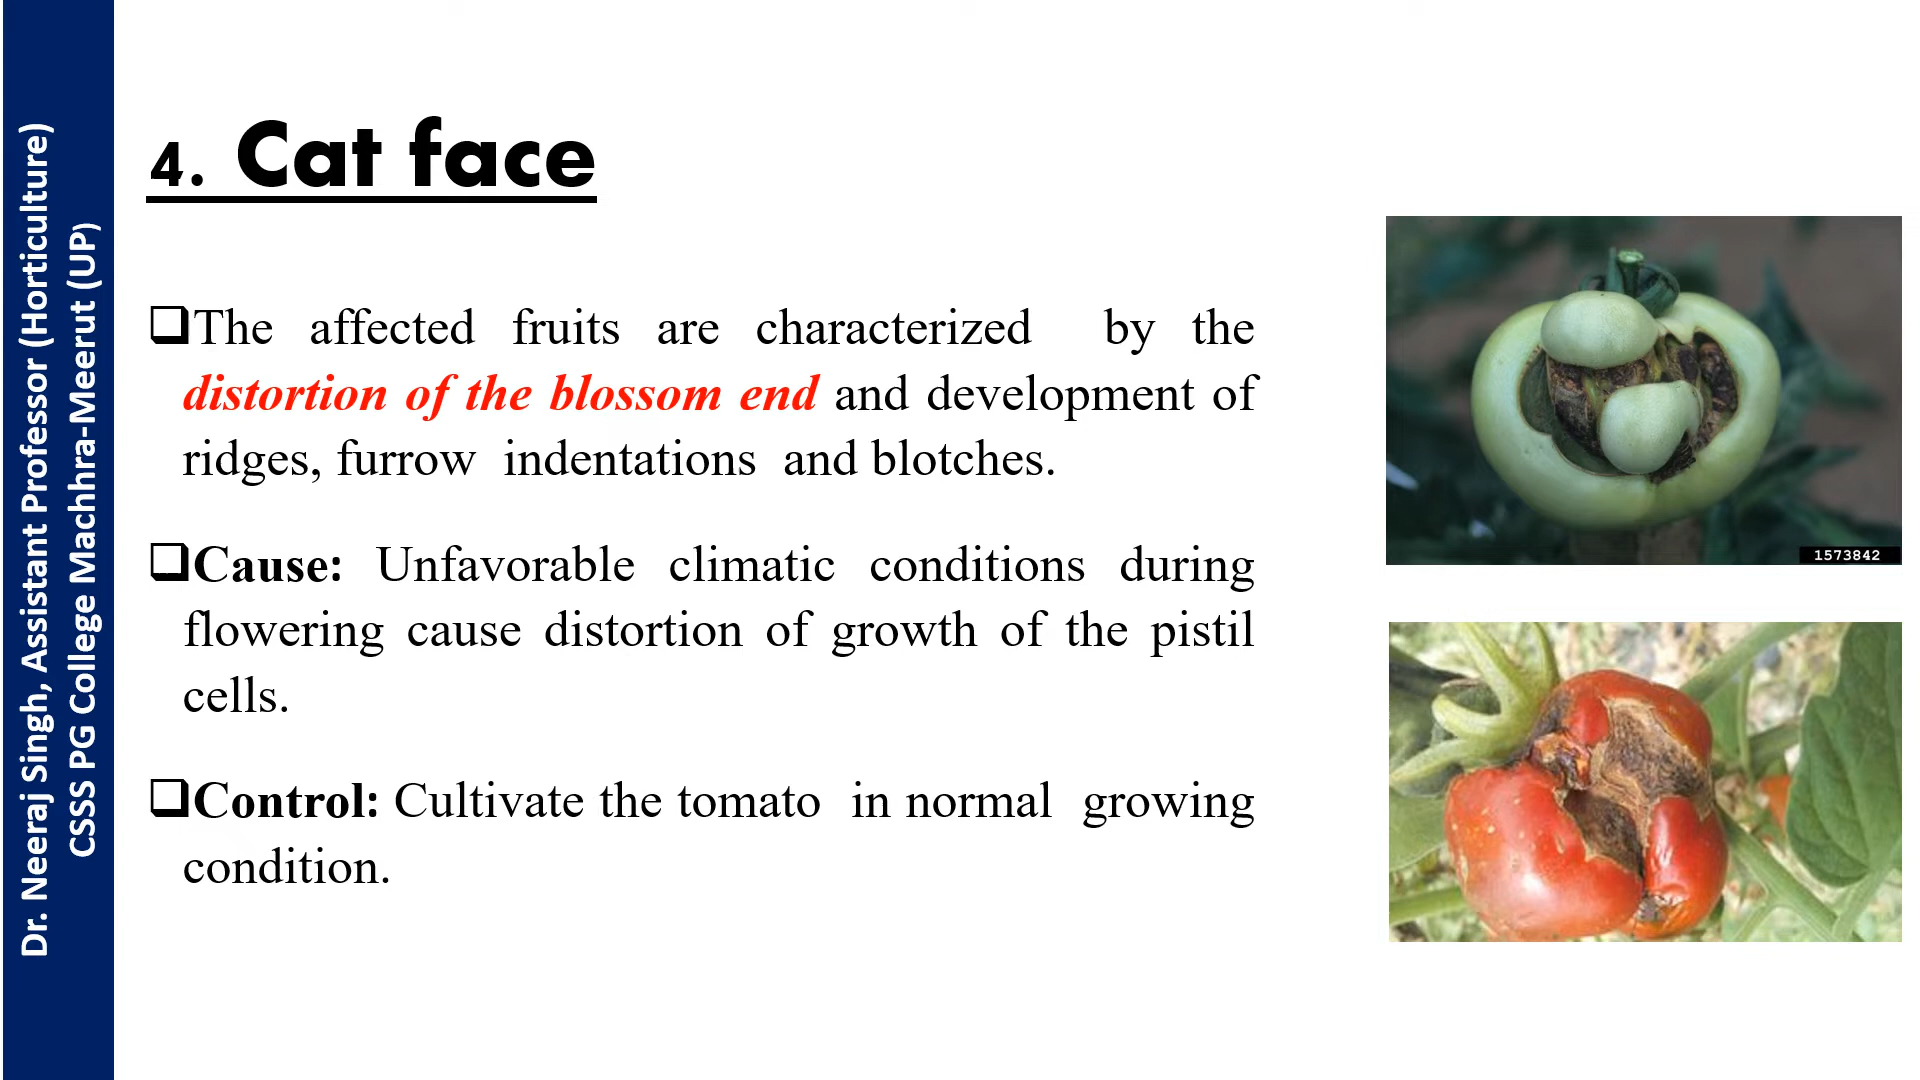 Dr. Neeraj Singh, Assistant Professor (Horticulture)
CSSS PG College Machhra-Meerut (UP)
4. Cat face
❑The affected fruits are characterized by the
distortion of the blossom end and development of
ridges, furrow indentations and blotches.
❑Cause: Unfavorable climatic conditions during
flowering cause distortion of growth of the pistil
cells.
❑Control: Cultivate the tomato in normal growing
condition.
1573842